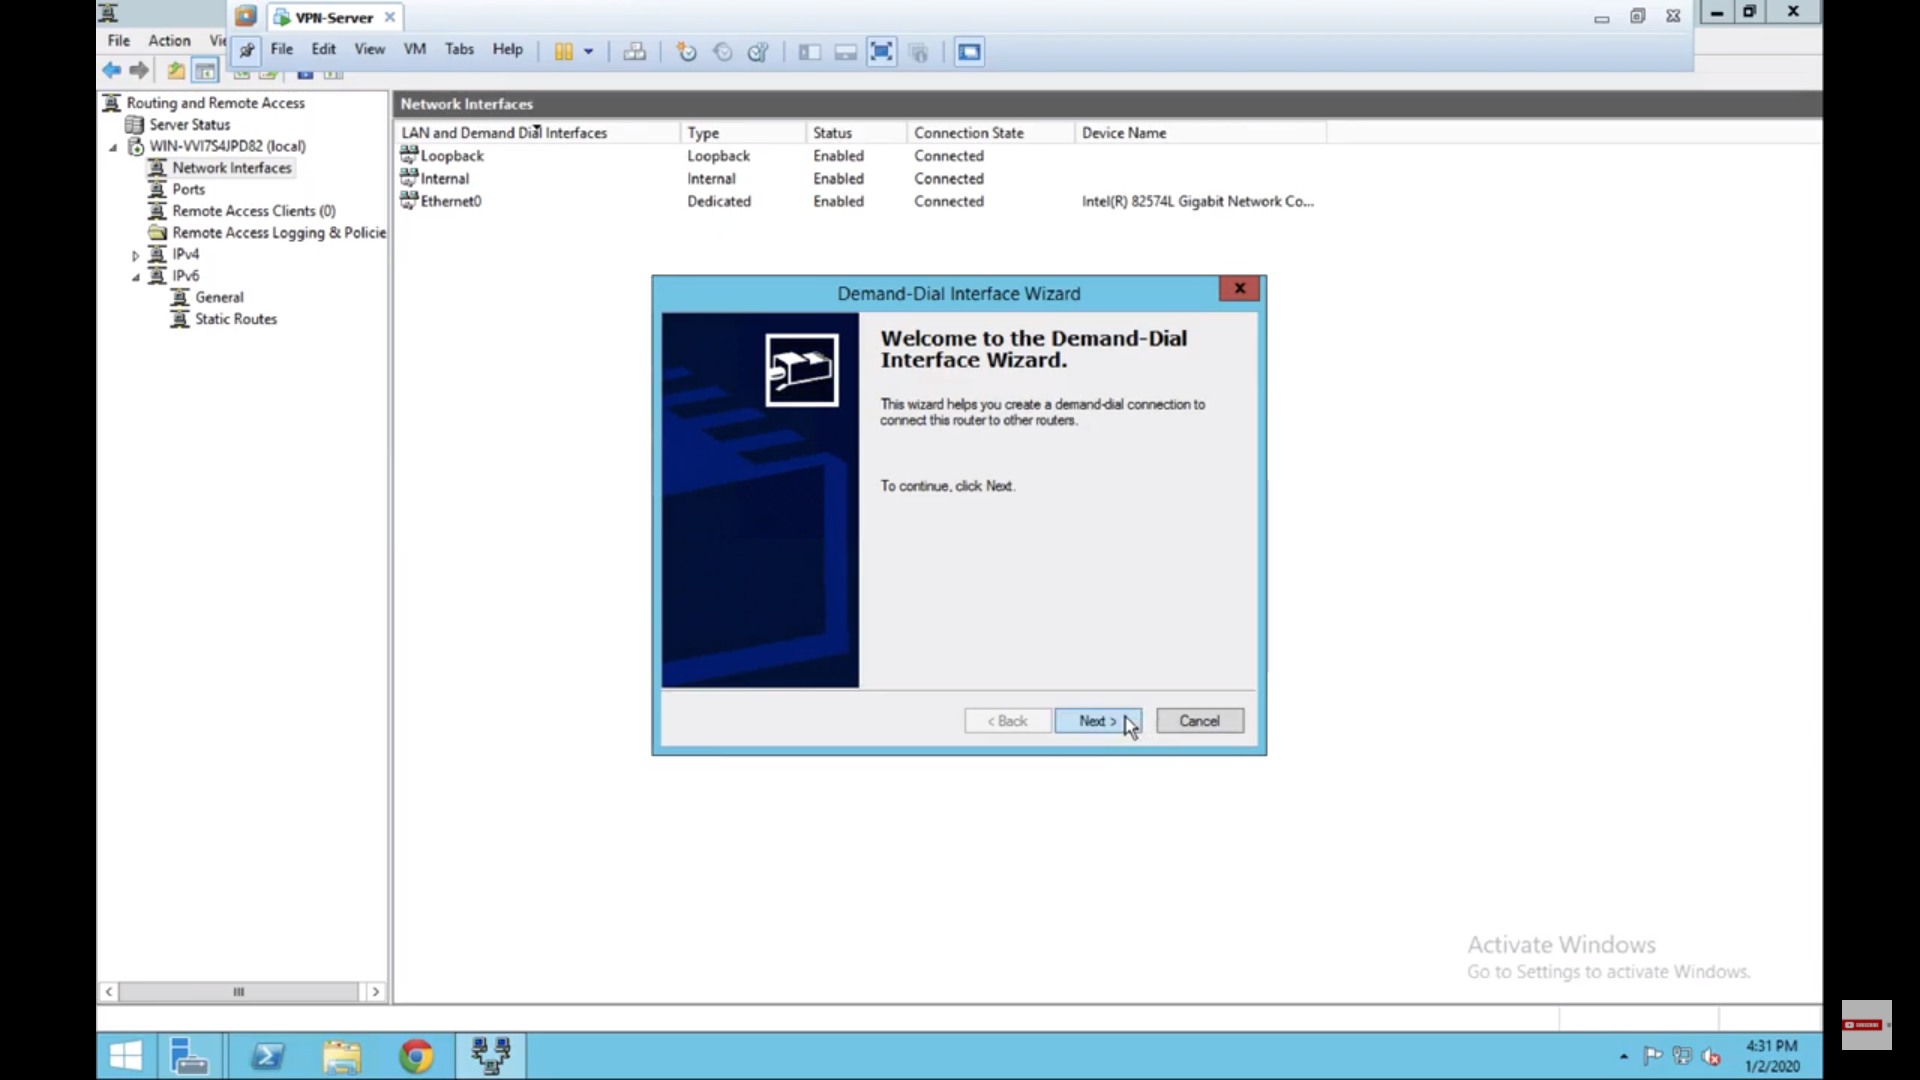 VPN-Server
File Action Vi
File Edit View VM Tabs Help
Routing and Remote Access
Server Status
WIN-VVI7S4JPD82 (local)
Network Interfaces
Ports
Remote Access Clients (0)
Remote Access Logging & Policie
IPv4
IPv6
General
Static Routes
Network Interfaces
LAN and Demand Dial Interfaces Type Status Connection State Device Name
Loopback Loopback Enabled Connected
Internal Internal Enabled Connected
Ethernet0 Dedicated Enabled Connected Intel(R) 82574L Gigabit Network Co...
Demand-Dial Interface Wizard
Welcome to the Demand-Dial
Interface Wizard.
This wizard helps you create a demand-dial connection to
connect this router to other routers.
To continue, click Next.
< Back Next > Cancel
Activate Windows
Go to Settings to activate Windows.
4:31 PM
1/2/2020
SUBSCRIBE